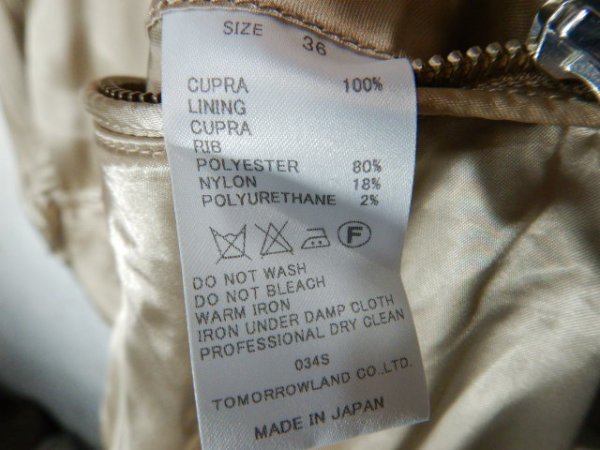 SIZE 36
CUPRA 100%
LINING
CUPRA
RIB
POLYESTER 80%
NYLON 18%
POLYURETHANE 2%
F
DO NOT WASH
DO NOT BLEACH
WARM IRON
IRON UNDER DAMP CLOTH
PROFESSIONAL DRY CLEAN
034S
TOMORROWLAND CO.,LTD.
MADE IN JAPAN